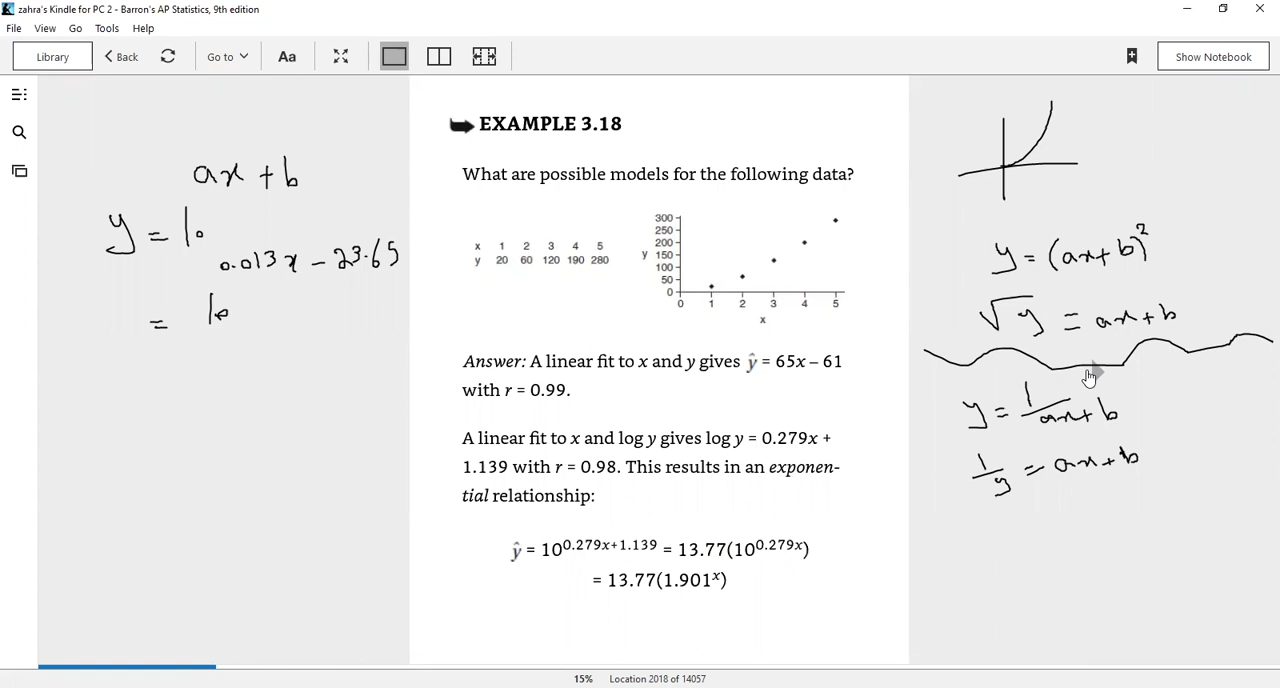 zahra's Kindle for PC 2 - Barron's AP Statistics, 9th edition
File View Go Tools Help
Library Back Go to Aa Show Notebook
ax + b
y = 10
0.013x - 23.65
= 10
EXAMPLE 3.18
What are possible models for the following data?
x 1 2 3 4 5
y 20 60 120 190 280
300
250
200
y 150
100
50
0
0 1 2 3 4 5
x
Answer: A linear fit to x and y gives ŷ = 65x – 61
with r = 0.99.
A linear fit to x and log y gives log y = 0.279x +
1.139 with r = 0.98. This results in an exponen-
tial relationship:
ŷ = 10^0.279x+1.139 = 13.77(10^0.279x)
= 13.77(1.901^x)
y = (ax + b)^2
√y = ax + b
y = 1/ax + b
1/y = ax + b
15% Location 2018 of 14057